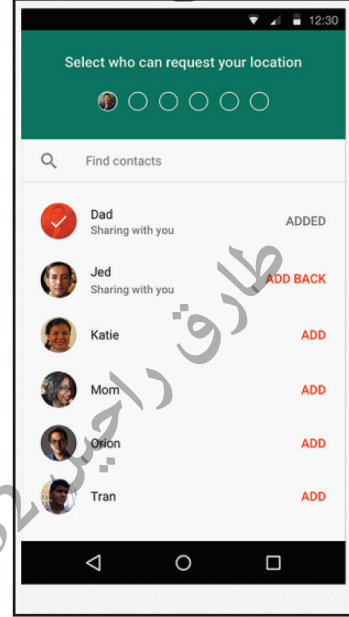 12:30
Select who can request your location
Find contacts
Dad
Sharing with you
ADDED
Jed
Sharing with you
ADD BACK
Katie
ADD
Mom
ADD
Orion
ADD
Tran
ADD
طارق راحيل